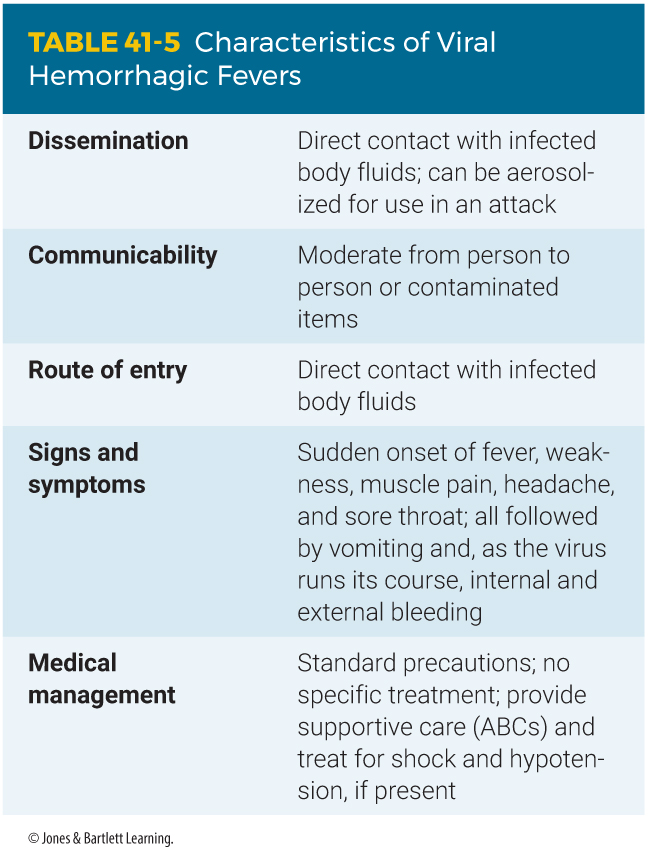 TABLE 41-5 Characteristics of Viral
Hemorrhagic Fevers
Dissemination
Direct contact with infected
body fluids; can be aerosol-
ized for use in an attack
Communicability
Moderate from person to
person or contaminated
items
Route of entry
Direct contact with infected
body fluids
Signs and
symptoms
Sudden onset of fever, weak-
ness, muscle pain, headache,
and sore throat; all followed
by vomiting and, as the virus
runs its course, internal and
external bleeding
Medical
management
Standard precautions; no
specific treatment; provide
supportive care (ABCs) and
treat for shock and hypoten-
sion, if present
© Jones & Bartlett Learning.